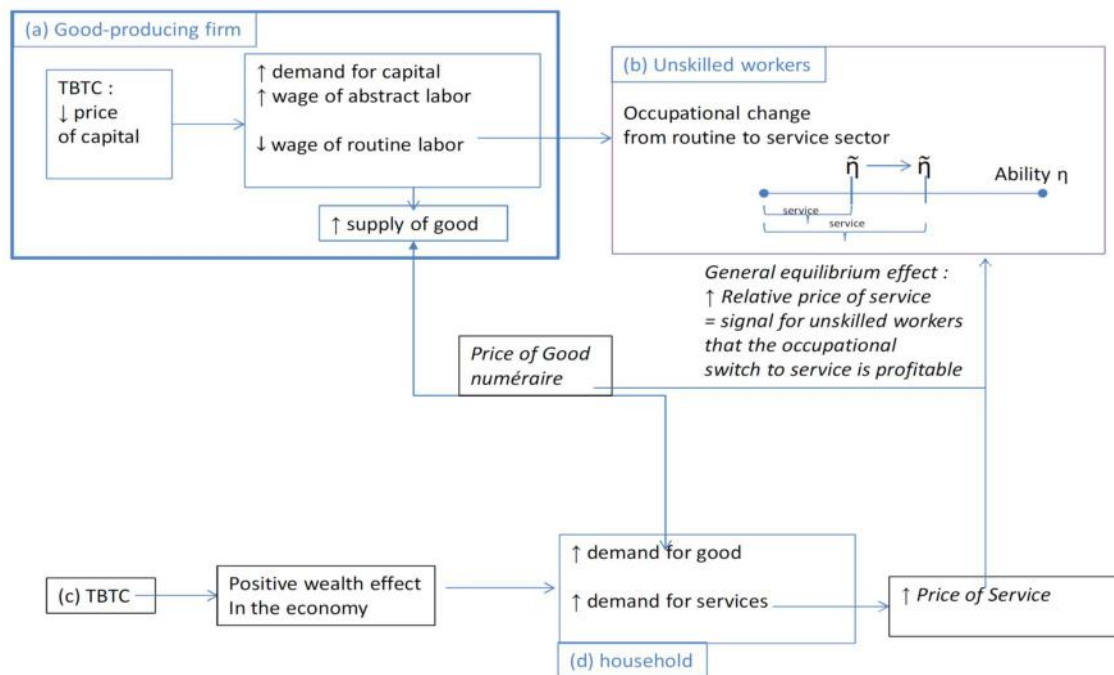 (a) Good-producing firm
TBTC :
↓ price
of capital
↑ demand for capital
↑ wage of abstract labor
↓ wage of routine labor
↑ supply of good
(b) Unskilled workers
Occupational change
from routine to service sector
η̃ η̃
Ability η
service
service
General equilibrium effect :
↑ Relative price of service
= signal for unskilled workers
that the occupational
switch to service is profitable
Price of Good
numéraire
(c) TBTC
Positive wealth effect
In the economy
↑ demand for good
↑ demand for services
(d) household
↑ Price of Service